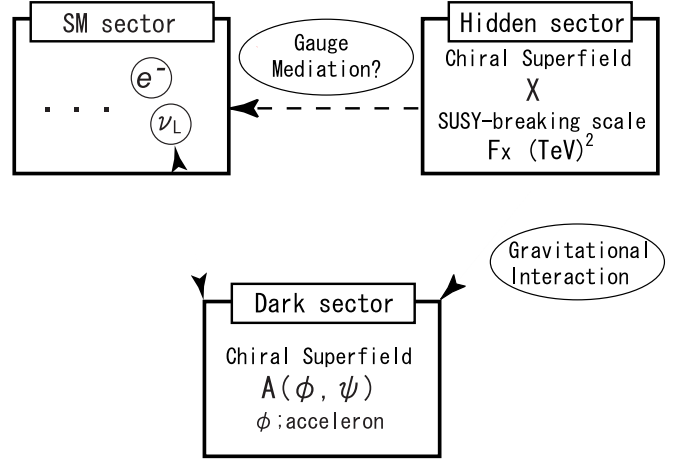 SM sector
e⁻
. . .
ν_L
Gauge
Mediation?
Hidden sector
Chiral Superfield
X
SUSY-breaking scale
Fx (TeV)²
Gravitational
Interaction
Dark sector
Chiral Superfield
A(ϕ, ψ)
ϕ;acceleron